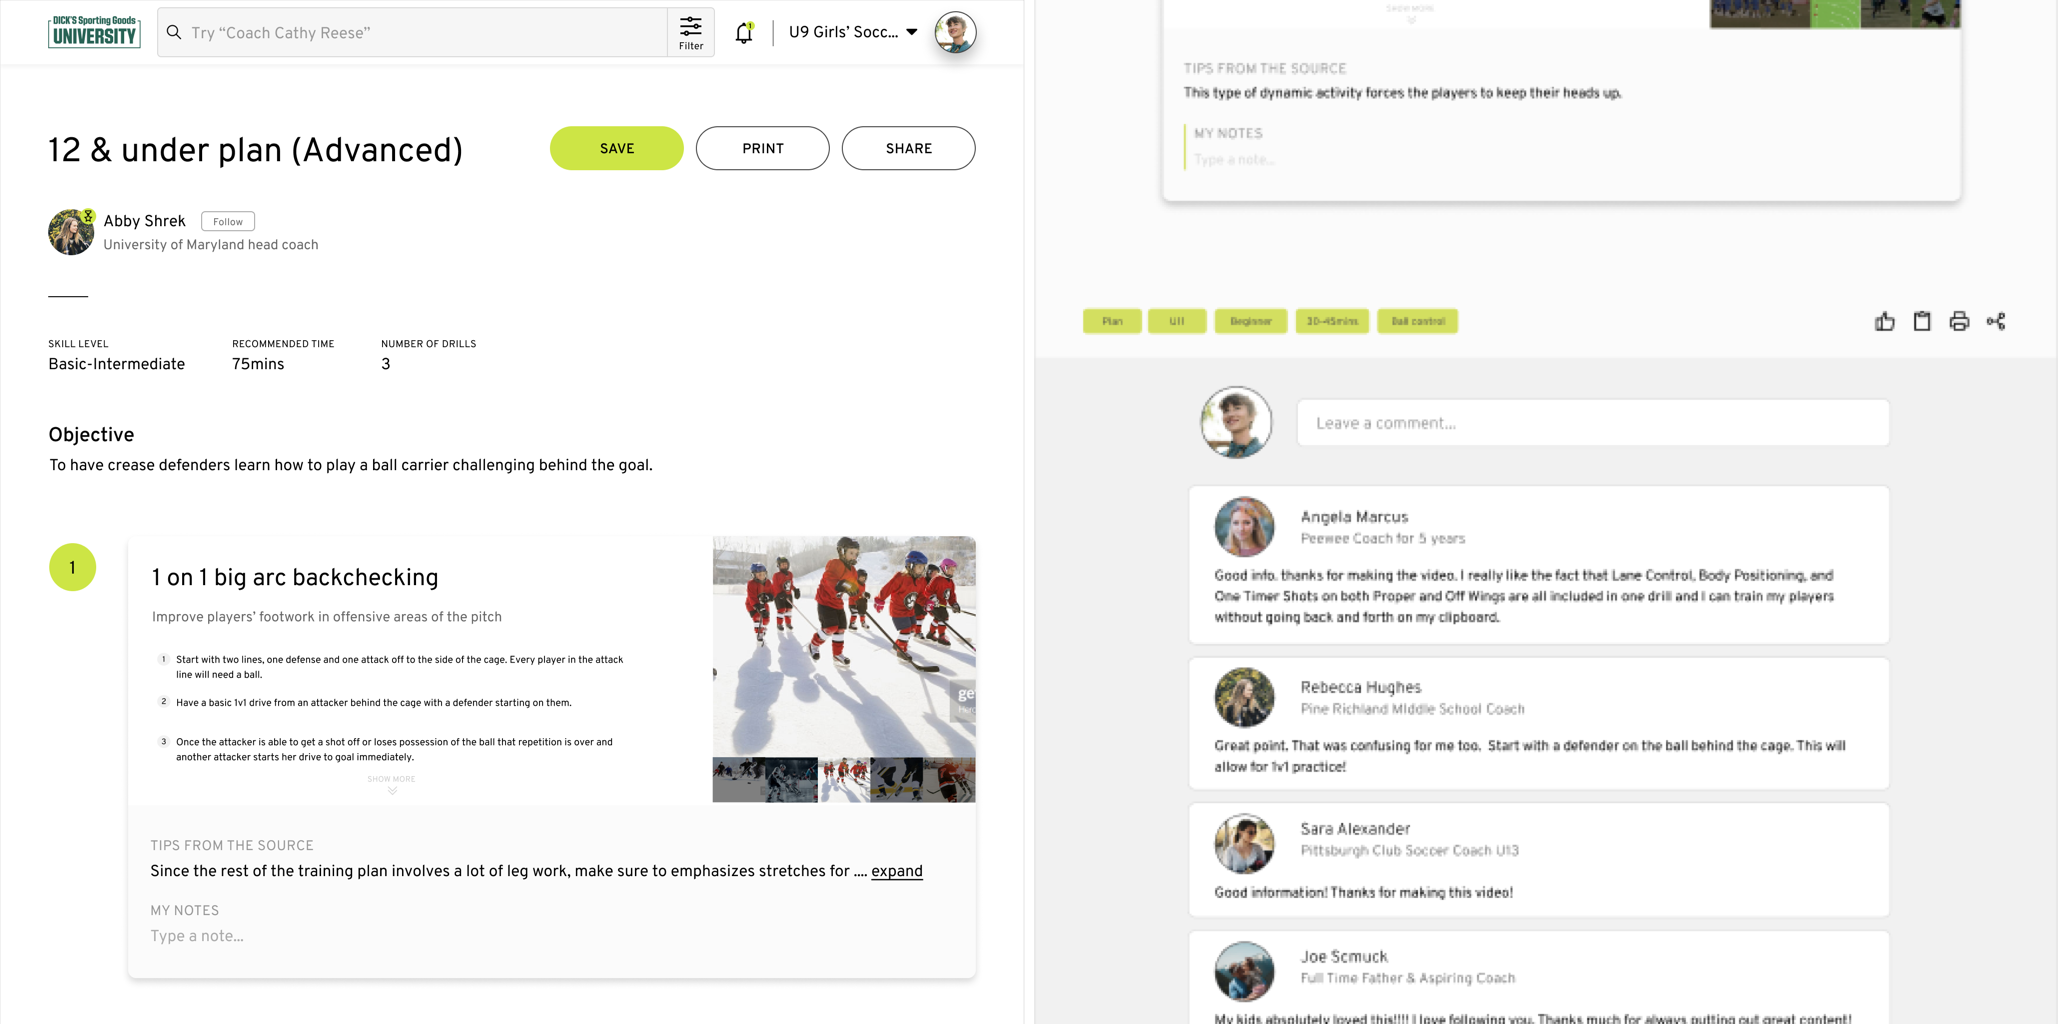 DICK'S Sporting Goods
UNIVERSITY
Try “Coach Cathy Reese”
Filter
1
U9 Girls’ Socc...
12 & under plan (Advanced)
SAVE
PRINT
SHARE
Abby Shrek
Follow
University of Maryland head coach
SKILL LEVEL
Basic-Intermediate
RECOMMENDED TIME
75mins
NUMBER OF DRILLS
3
Objective
To have crease defenders learn how to play a ball carrier challenging behind the goal.
1
1 on 1 big arc backchecking
Improve players’ footwork in offensive areas of the pitch
1 Start with two lines, one defense and one attack off to the side of the cage. Every player in the attack
line will need a ball.
2 Have a basic 1v1 drive from an attacker behind the cage with a defender starting on them.
3 Once the attacker is able to get a shot off or loses possession of the ball that repetition is over and
another attacker starts her drive to goal immediately.
SHOW MORE
TIPS FROM THE SOURCE
Since the rest of the training plan involves a lot of leg work, make sure to emphasizes stretches for .... expand
MY NOTES
Type a note...
SHOW MORE
TIPS FROM THE SOURCE
This type of dynamic activity forces the players to keep their heads up.
MY NOTES
Type a note...
Plan
U11
Beginner
30-45mins
Ball control
Leave a comment...
Angela Marcus
Peewee Coach for 5 years
Good info, thanks for making the video. I really like the fact that Lane Control, Body Positioning, and
One Timer Shots on both Proper and Off Wings are all included in one drill and I can train my players
without going back and forth on my clipboard.
Rebecca Hughes
Pine Richland Middle School Coach
Great point. That was confusing for me too. Start with a defender on the ball behind the cage. This will
allow for 1v1 practice!
Sara Alexander
Pittsburgh Club Soccer Coach U13
Good information! Thanks for making this video!
Joe Scmuck
Full Time Father & Aspiring Coach
My kids absolutely loved this!!!! I love following you. Thanks much for always putting out great content!